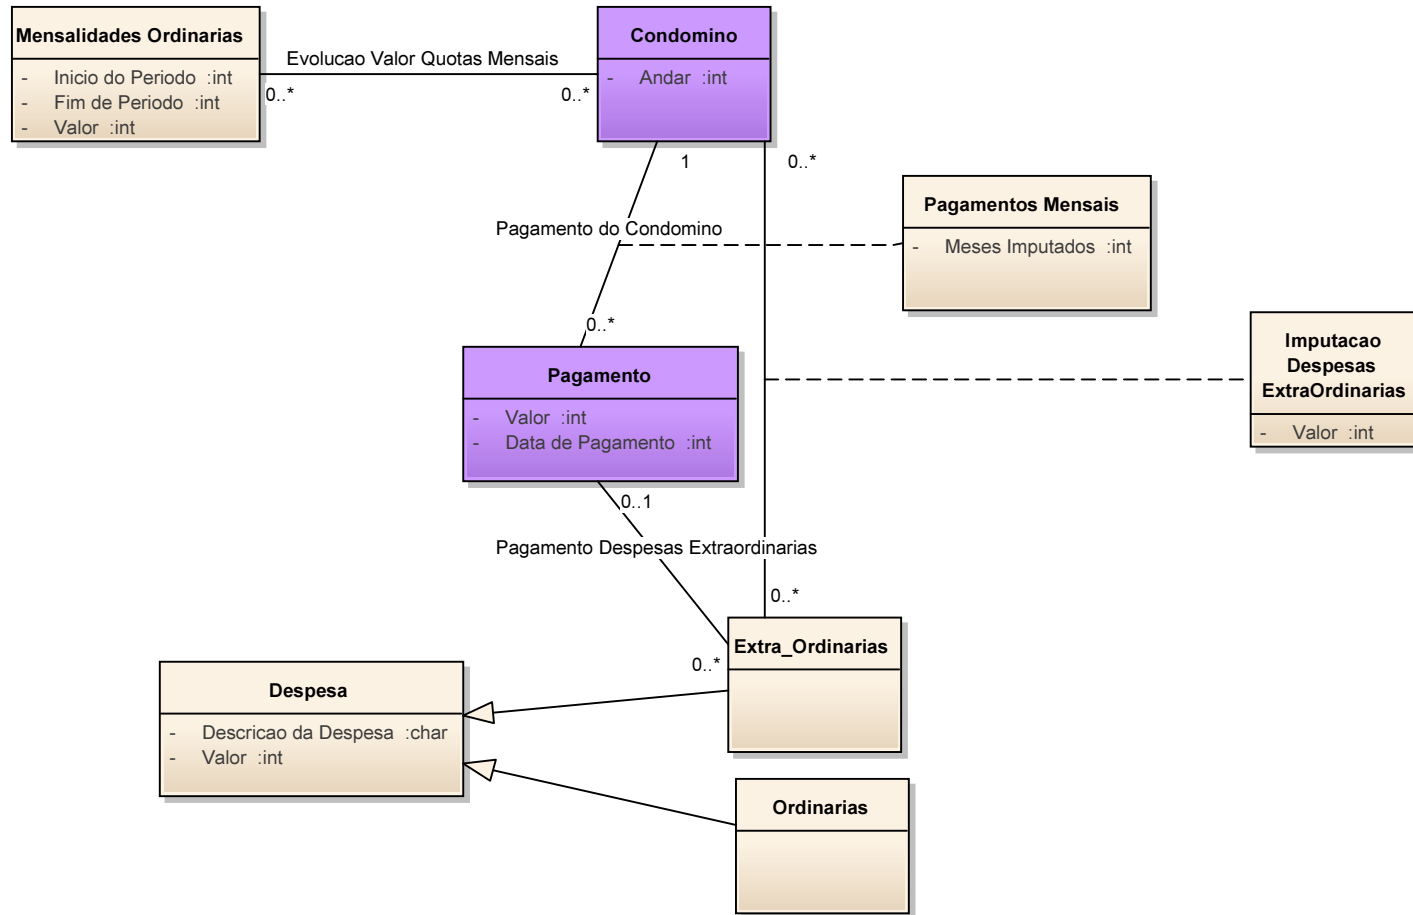 Mensalidades Ordinarias
- Inicio do Periodo :int
- Fim de Periodo :int
- Valor :int
Evolucao Valor Quotas Mensais
0..*
0..*
Condomino
- Andar :int
1
0..*
Pagamentos Mensais
- Meses Imputados :int
Pagamento do Condomino
0..*
Imputacao
Despesas
ExtraOrdinarias
- Valor :int
Pagamento
- Valor :int
- Data de Pagamento :int
0..1
Pagamento Despesas Extraordinarias
0..*
0..*
Extra_Ordinarias
Despesa
- Descricao da Despesa :char
- Valor :int
Ordinarias